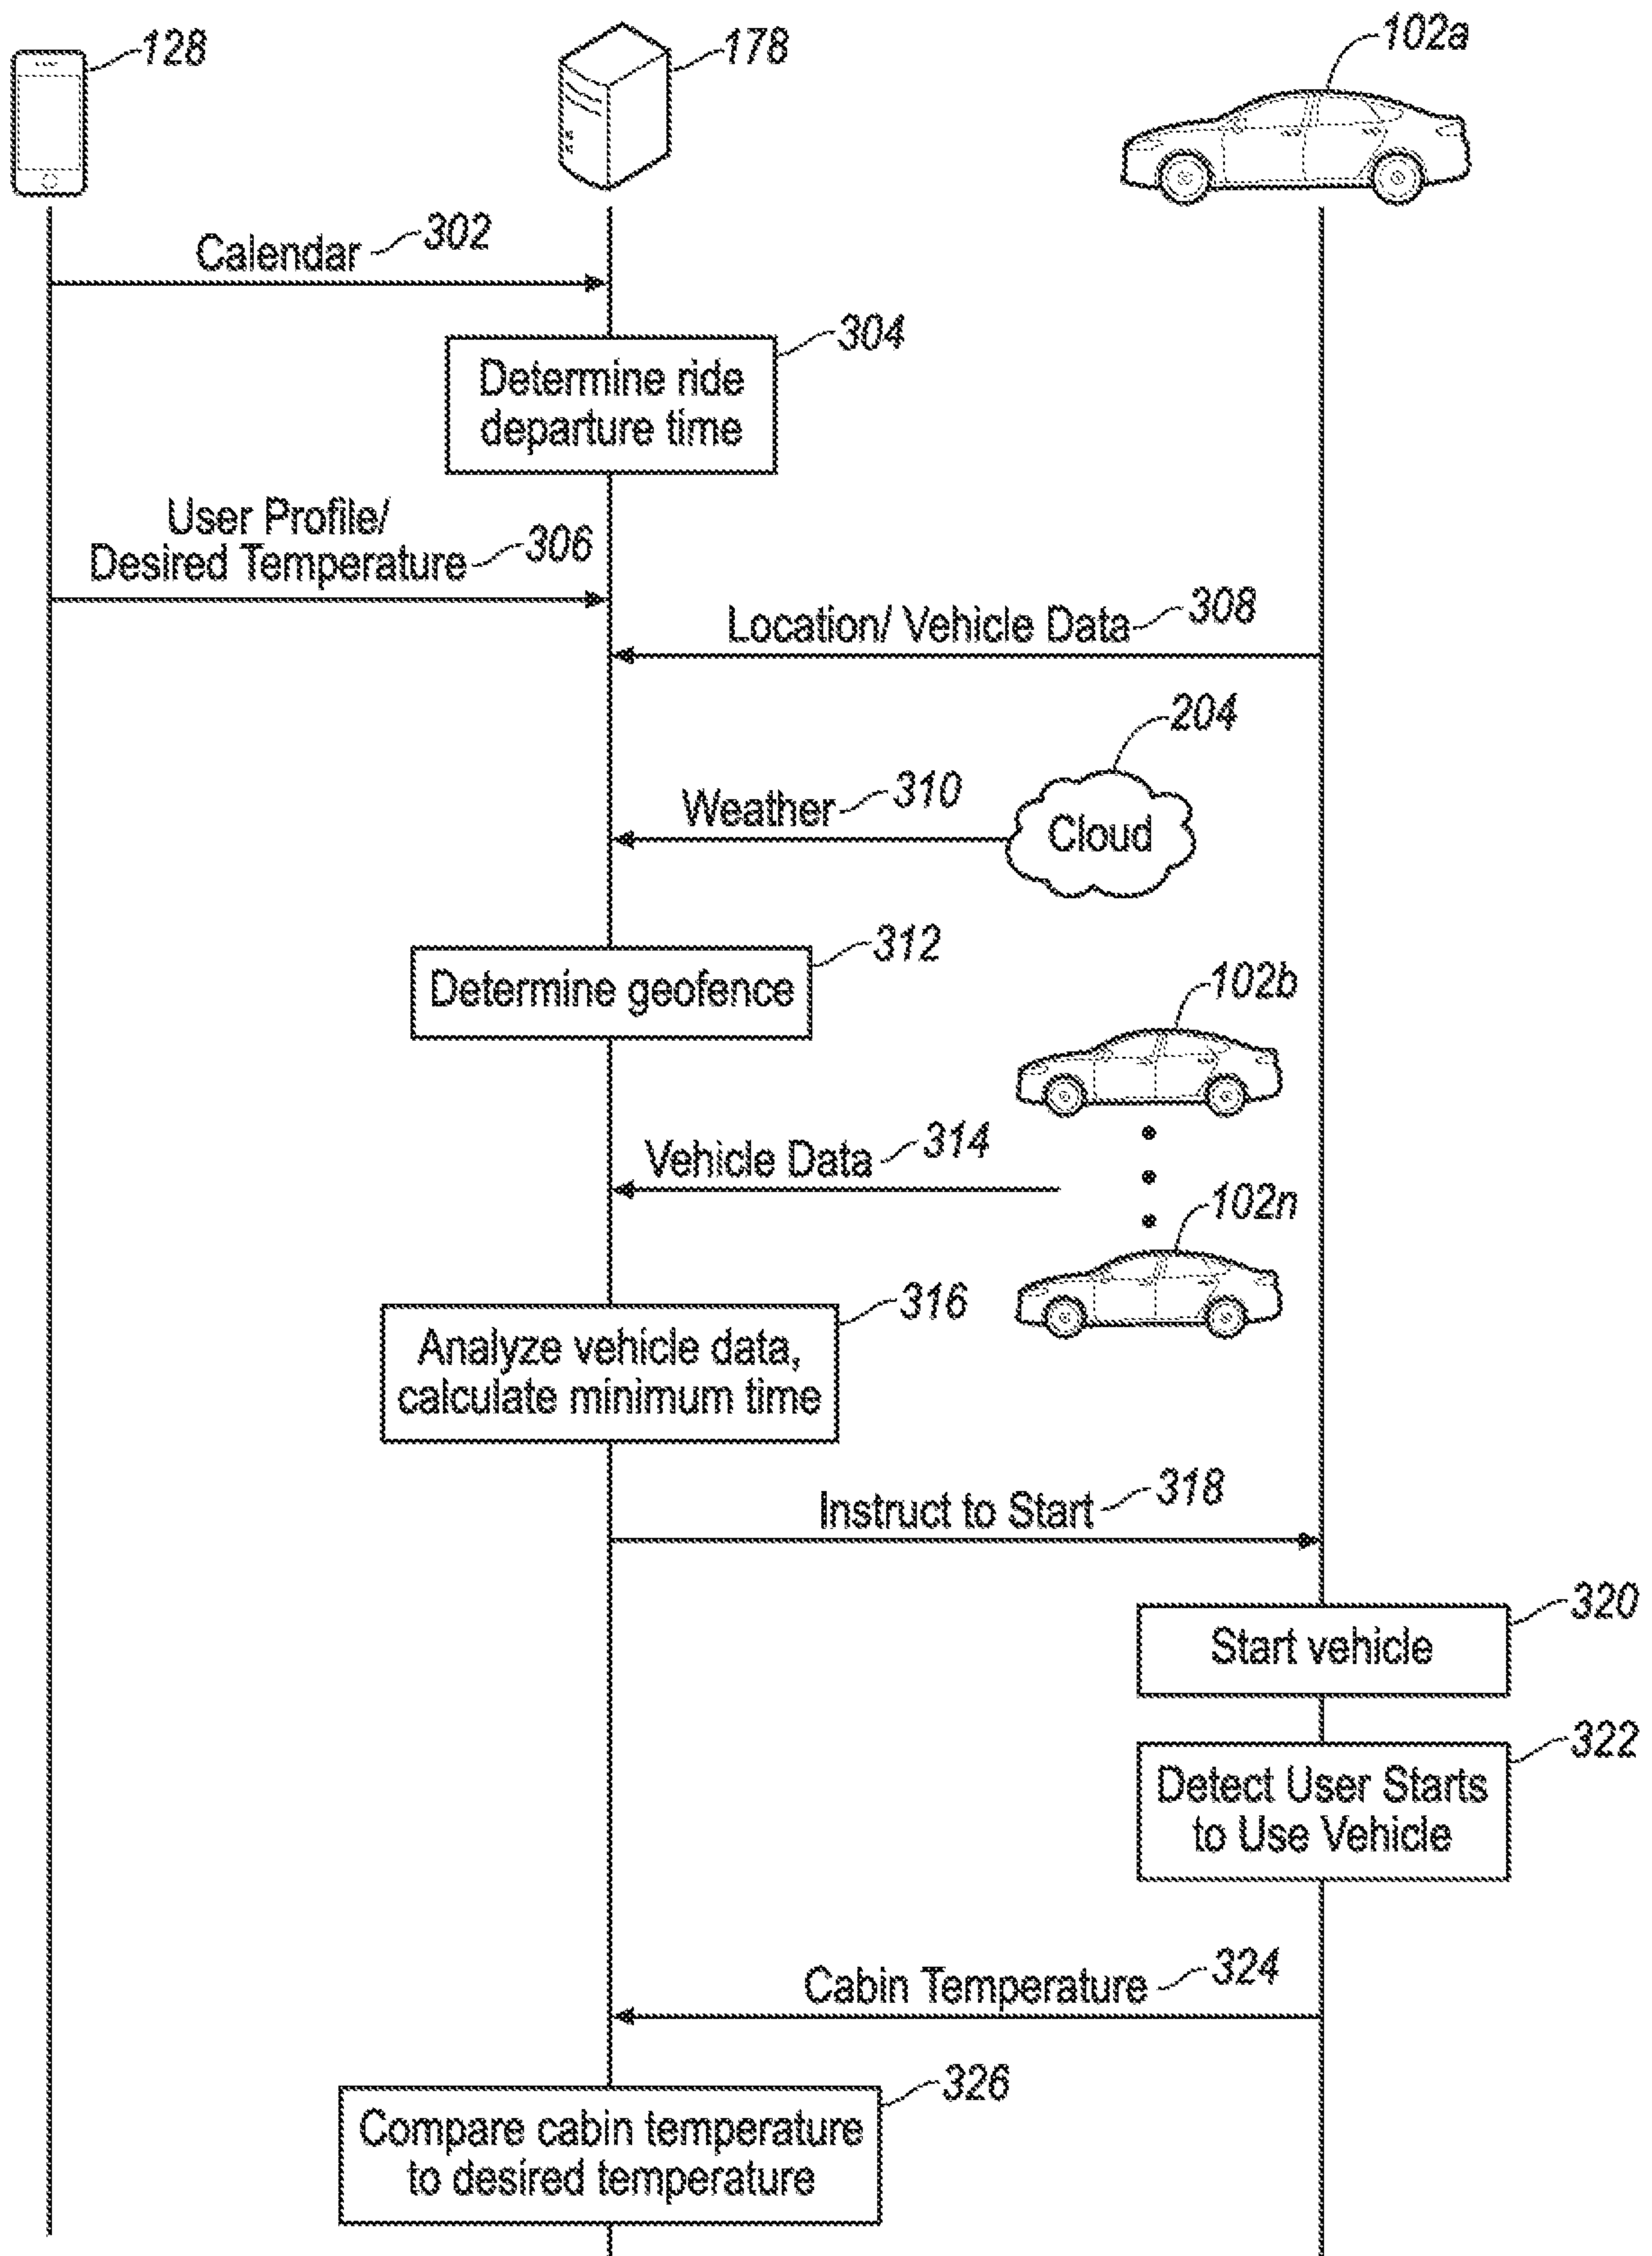 128
178
102a
Calendar 302
304
Determine ride
departure time
User Profile/
Desired Temperature 306
Location/ Vehicle Data 308
204
Weather 310
Cloud
312
Determine geofence
102b
Vehicle Data 314
102n
316
Analyze vehicle data,
calculate minimum time
Instruct to Start 318
320
Start vehicle
322
Detect User Starts
to Use Vehicle
Cabin Temperature 324
326
Compare cabin temperature
to desired temperature